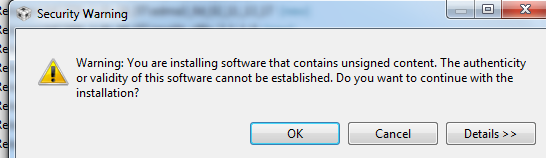 Security Warning
Warning: You are installing software that contains unsigned content. The authenticity
or validity of this software cannot be established. Do you want to continue with the
installation?
OK
Cancel
Details >>